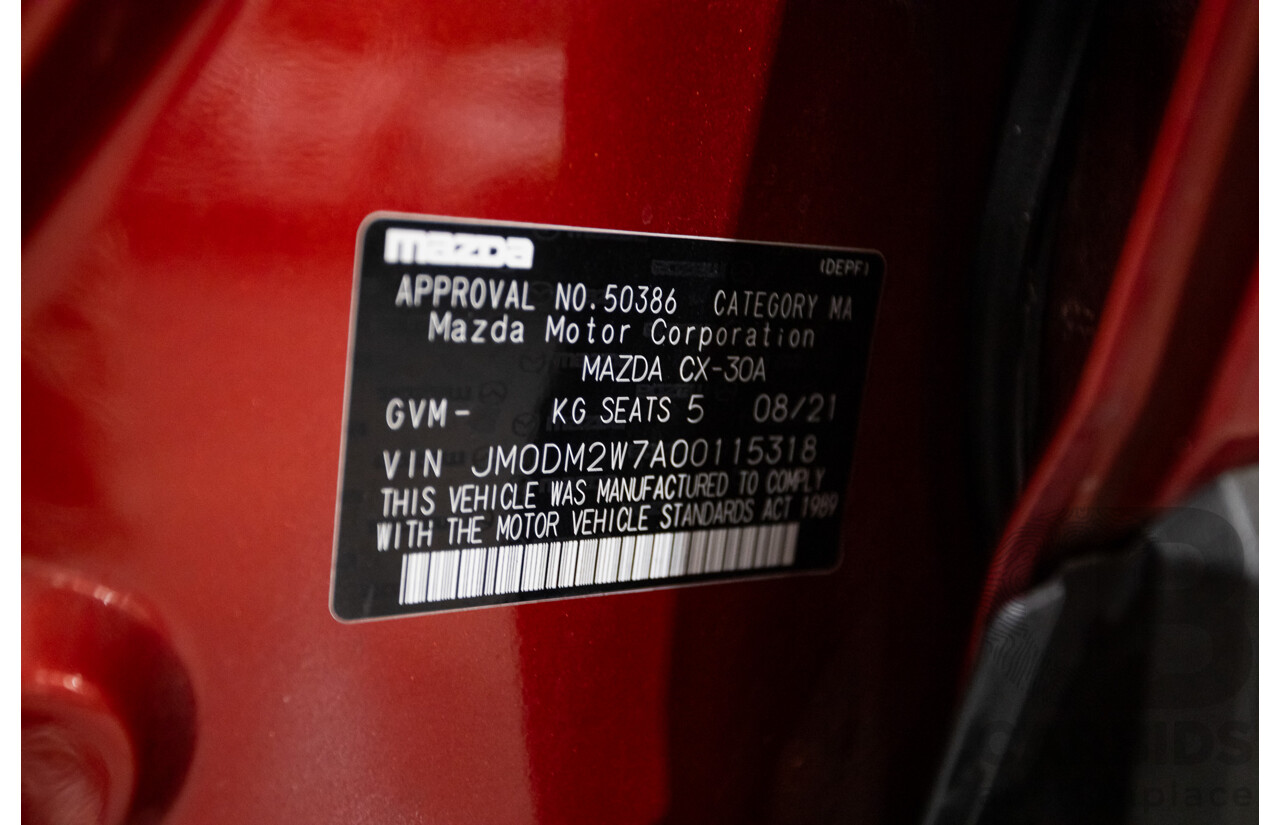 mazda
(DEPF)
APPROVAL NO.50386 CATEGORY MA
Mazda Motor Corporation
MAZDA CX-30A
GVM- KG SEATS 5 08/21
VIN JM0DM2W7A00115318
THIS VEHICLE WAS MANUFACTURED TO COMPLY
WITH THE MOTOR VEHICLE STANDARDS ACT 1989